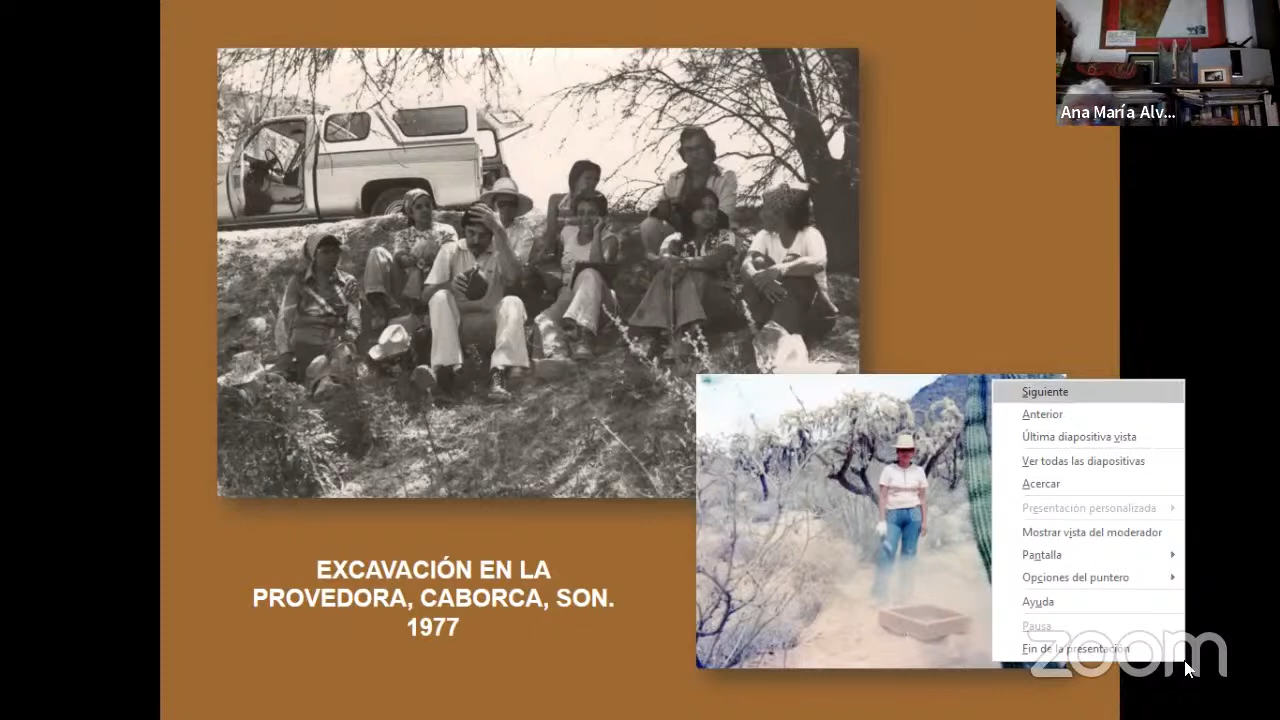 Ana María Alv...
EXCAVACIÓN EN LA
PROVEDORA, CABORCA, SON.
1977
Siguiente
Anterior
Última diapositiva vista
Ver todas las diapositivas
Acercar
Presentación personalizada
Mostrar vista del moderador
Pantalla
Opciones del puntero
Ayuda
Pausa
Fin de la presentación
zoom